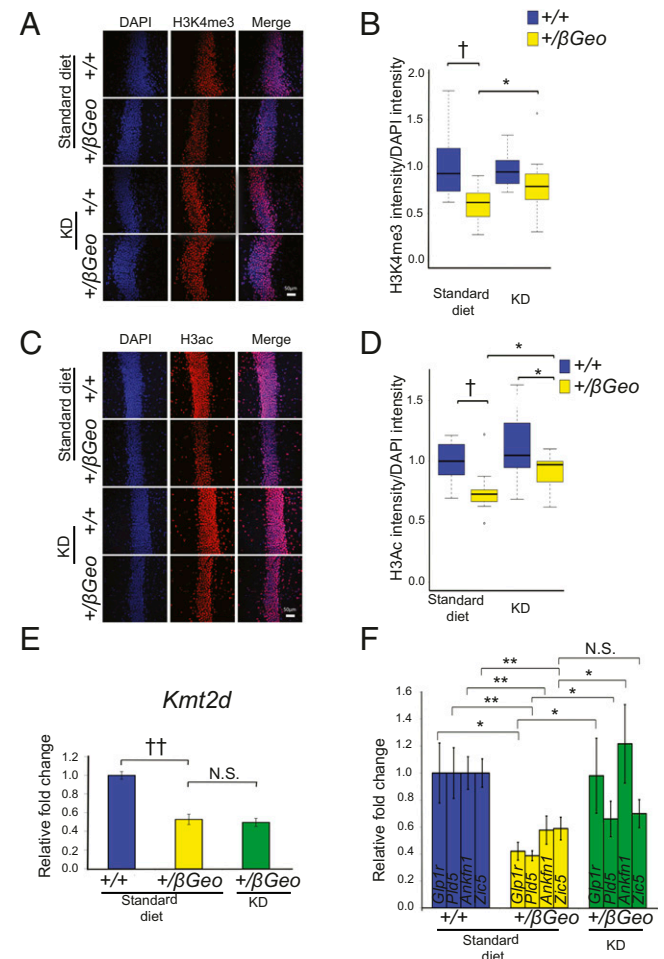 A
DAPI H3K4me3 Merge
Standard diet
+/+
+/βGeo
KD
+/+
+/βGeo
50μm
B
+/+
+/βGeo
H3K4me3 intensity/DAPI intensity
2.0
1.5
1.0
0.5
0.0
†
*
Standard
diet
KD
C
DAPI H3ac Merge
Standard diet
+/+
+/βGeo
KD
+/+
+/βGeo
50μm
D
+/+
+/βGeo
H3Ac intensity/DAPI intensity
1.5
1.0
0.5
0.0
*
*
†
Standard
diet
KD
E
Kmt2d
Relative fold change
1.2
1.0
0.8
0.6
0.4
0.2
0
††
N.S.
+/+ +/βGeo +/βGeo
Standard
diet
KD
F
Relative fold change
1.6
1.4
1.2
1.0
0.8
0.6
0.4
0.2
0.0
N.S.
**
**
*
**
*
*
*
Glp1r
Pld5
Ankfn1
Zic5
Glp1r
Pld5
Ankfn1
Zic5
Glp1r
Pld5
Ankfn1
Zic5
+/+ +/βGeo +/βGeo
Standard
diet
KD